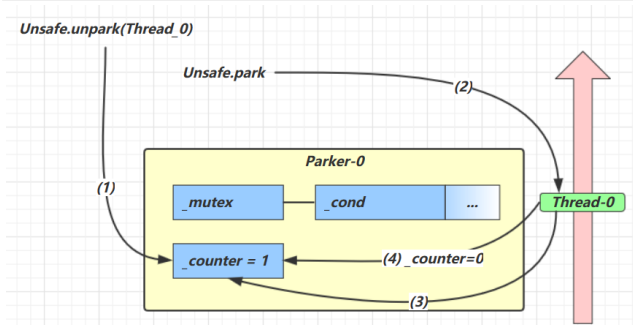 Unsafe.unpark(Thread_0)
Unsafe.park
(2)
Parker-0
(1)
_mutex
_cond
...
Thread-0
_counter = 1
(4) _counter=0
(3)